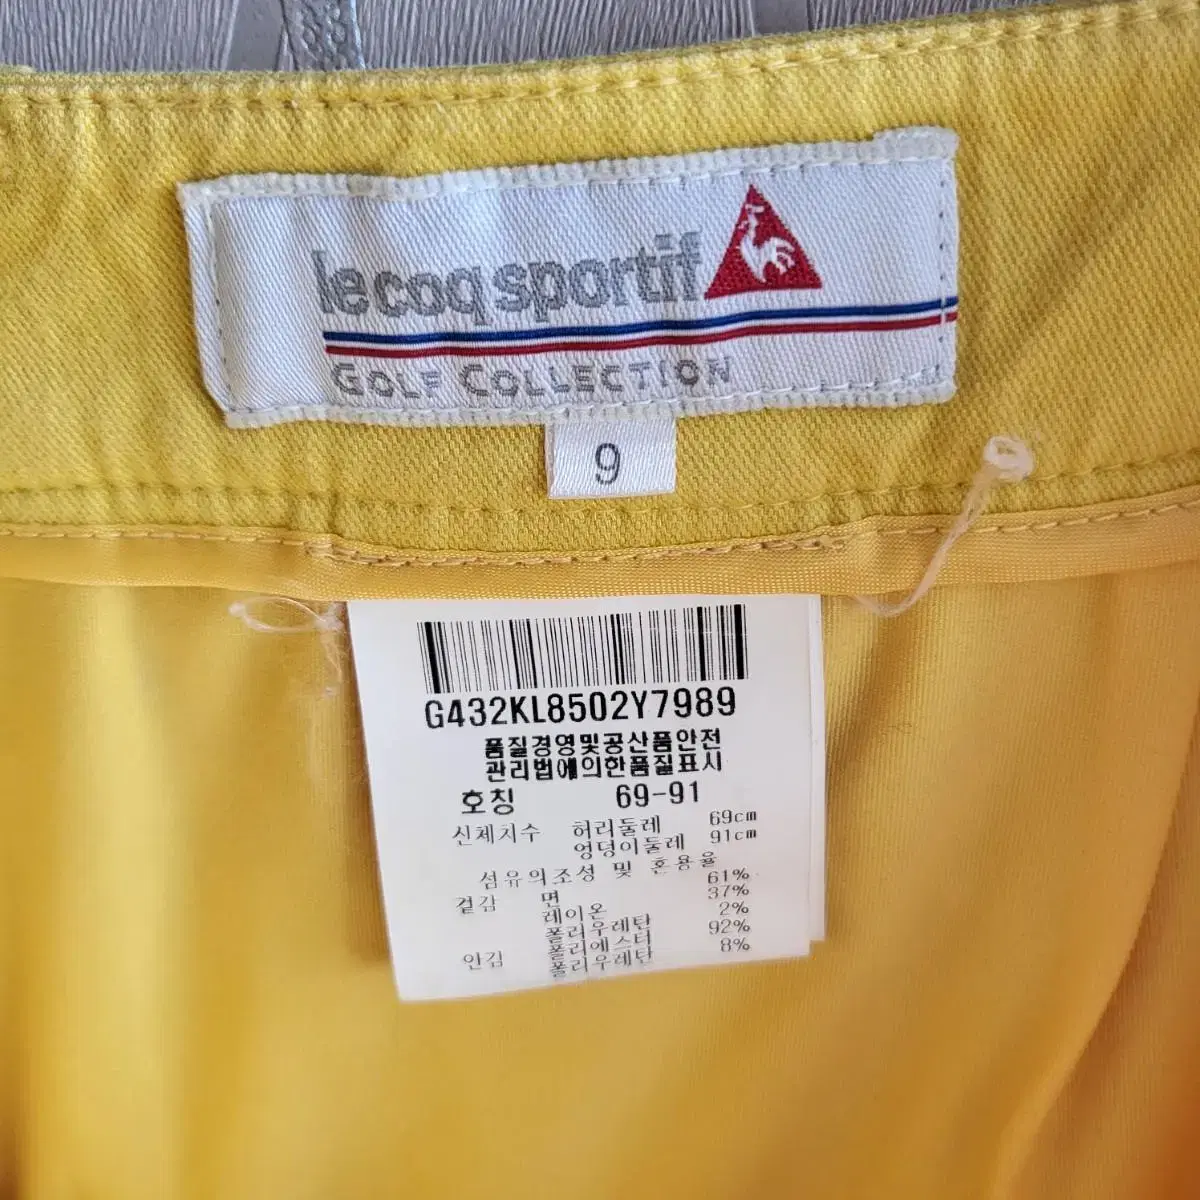 le coq sportif
GOLF COLLECTION
9
G432KL8502Y7989
품질경영및공산품안전
관리법에의한품질표시
호칭 69-91
신체치수 허리둘레 69cm
엉덩이둘레 91cm
섬유의조성 및 혼용율
겉감 면 61%
레이온 37%
폴리우레탄 2%
안감 폴리에스터 92%
폴리우레탄 8%